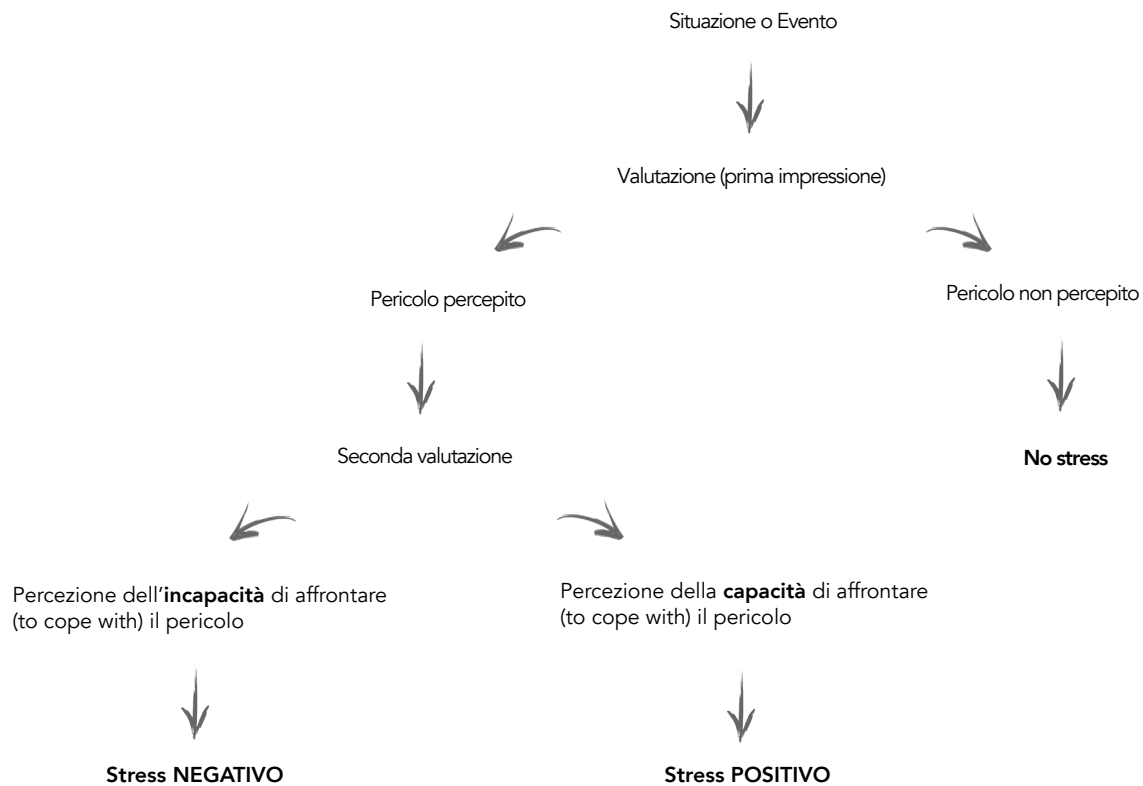 Situazione o Evento
Valutazione (prima impressione)
Pericolo percepito
Pericolo non percepito
Seconda valutazione
No stress
Percezione dell'incapacità di affrontare
(to cope with) il pericolo
Percezione della capacità di affrontare
(to cope with) il pericolo
Stress NEGATIVO
Stress POSITIVO